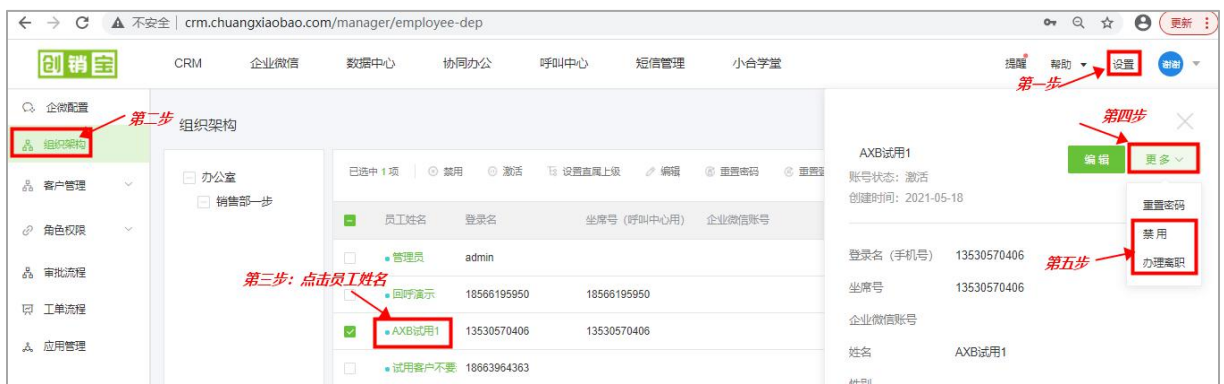 不安全 crm.chuangxiaobao.com/manager/employee-dep 更新
创销宝 CRM 企业微信 数据中心 协同办公 呼叫中心 短信管理 小合学堂 提醒 帮助 设置 谢谢
第一步
企微配置
第二步
组织架构
组织架构
客户管理
角色权限
审批流程
工单流程
应用管理
办公室
销售部一步
已选中 1 项 禁用 激活 设置直属上级 编辑 重置密码 重置
员工姓名 登录名 坐席号 (呼叫中心用) 企业微信账号
管理员 admin
第三步：点击员工姓名
回呼演示 18566195950 18566195950
AXB试用1 13530570406 13530570406
试用客户不要 18663964363
第四步
AXB试用1 编辑 更多
账号状态：激活
创建时间：2021-05-18
重置密码
禁用
办理离职
第五步
登录名 (手机号) 13530570406
坐席号 13530570406
企业微信账号
姓名 AXB试用1